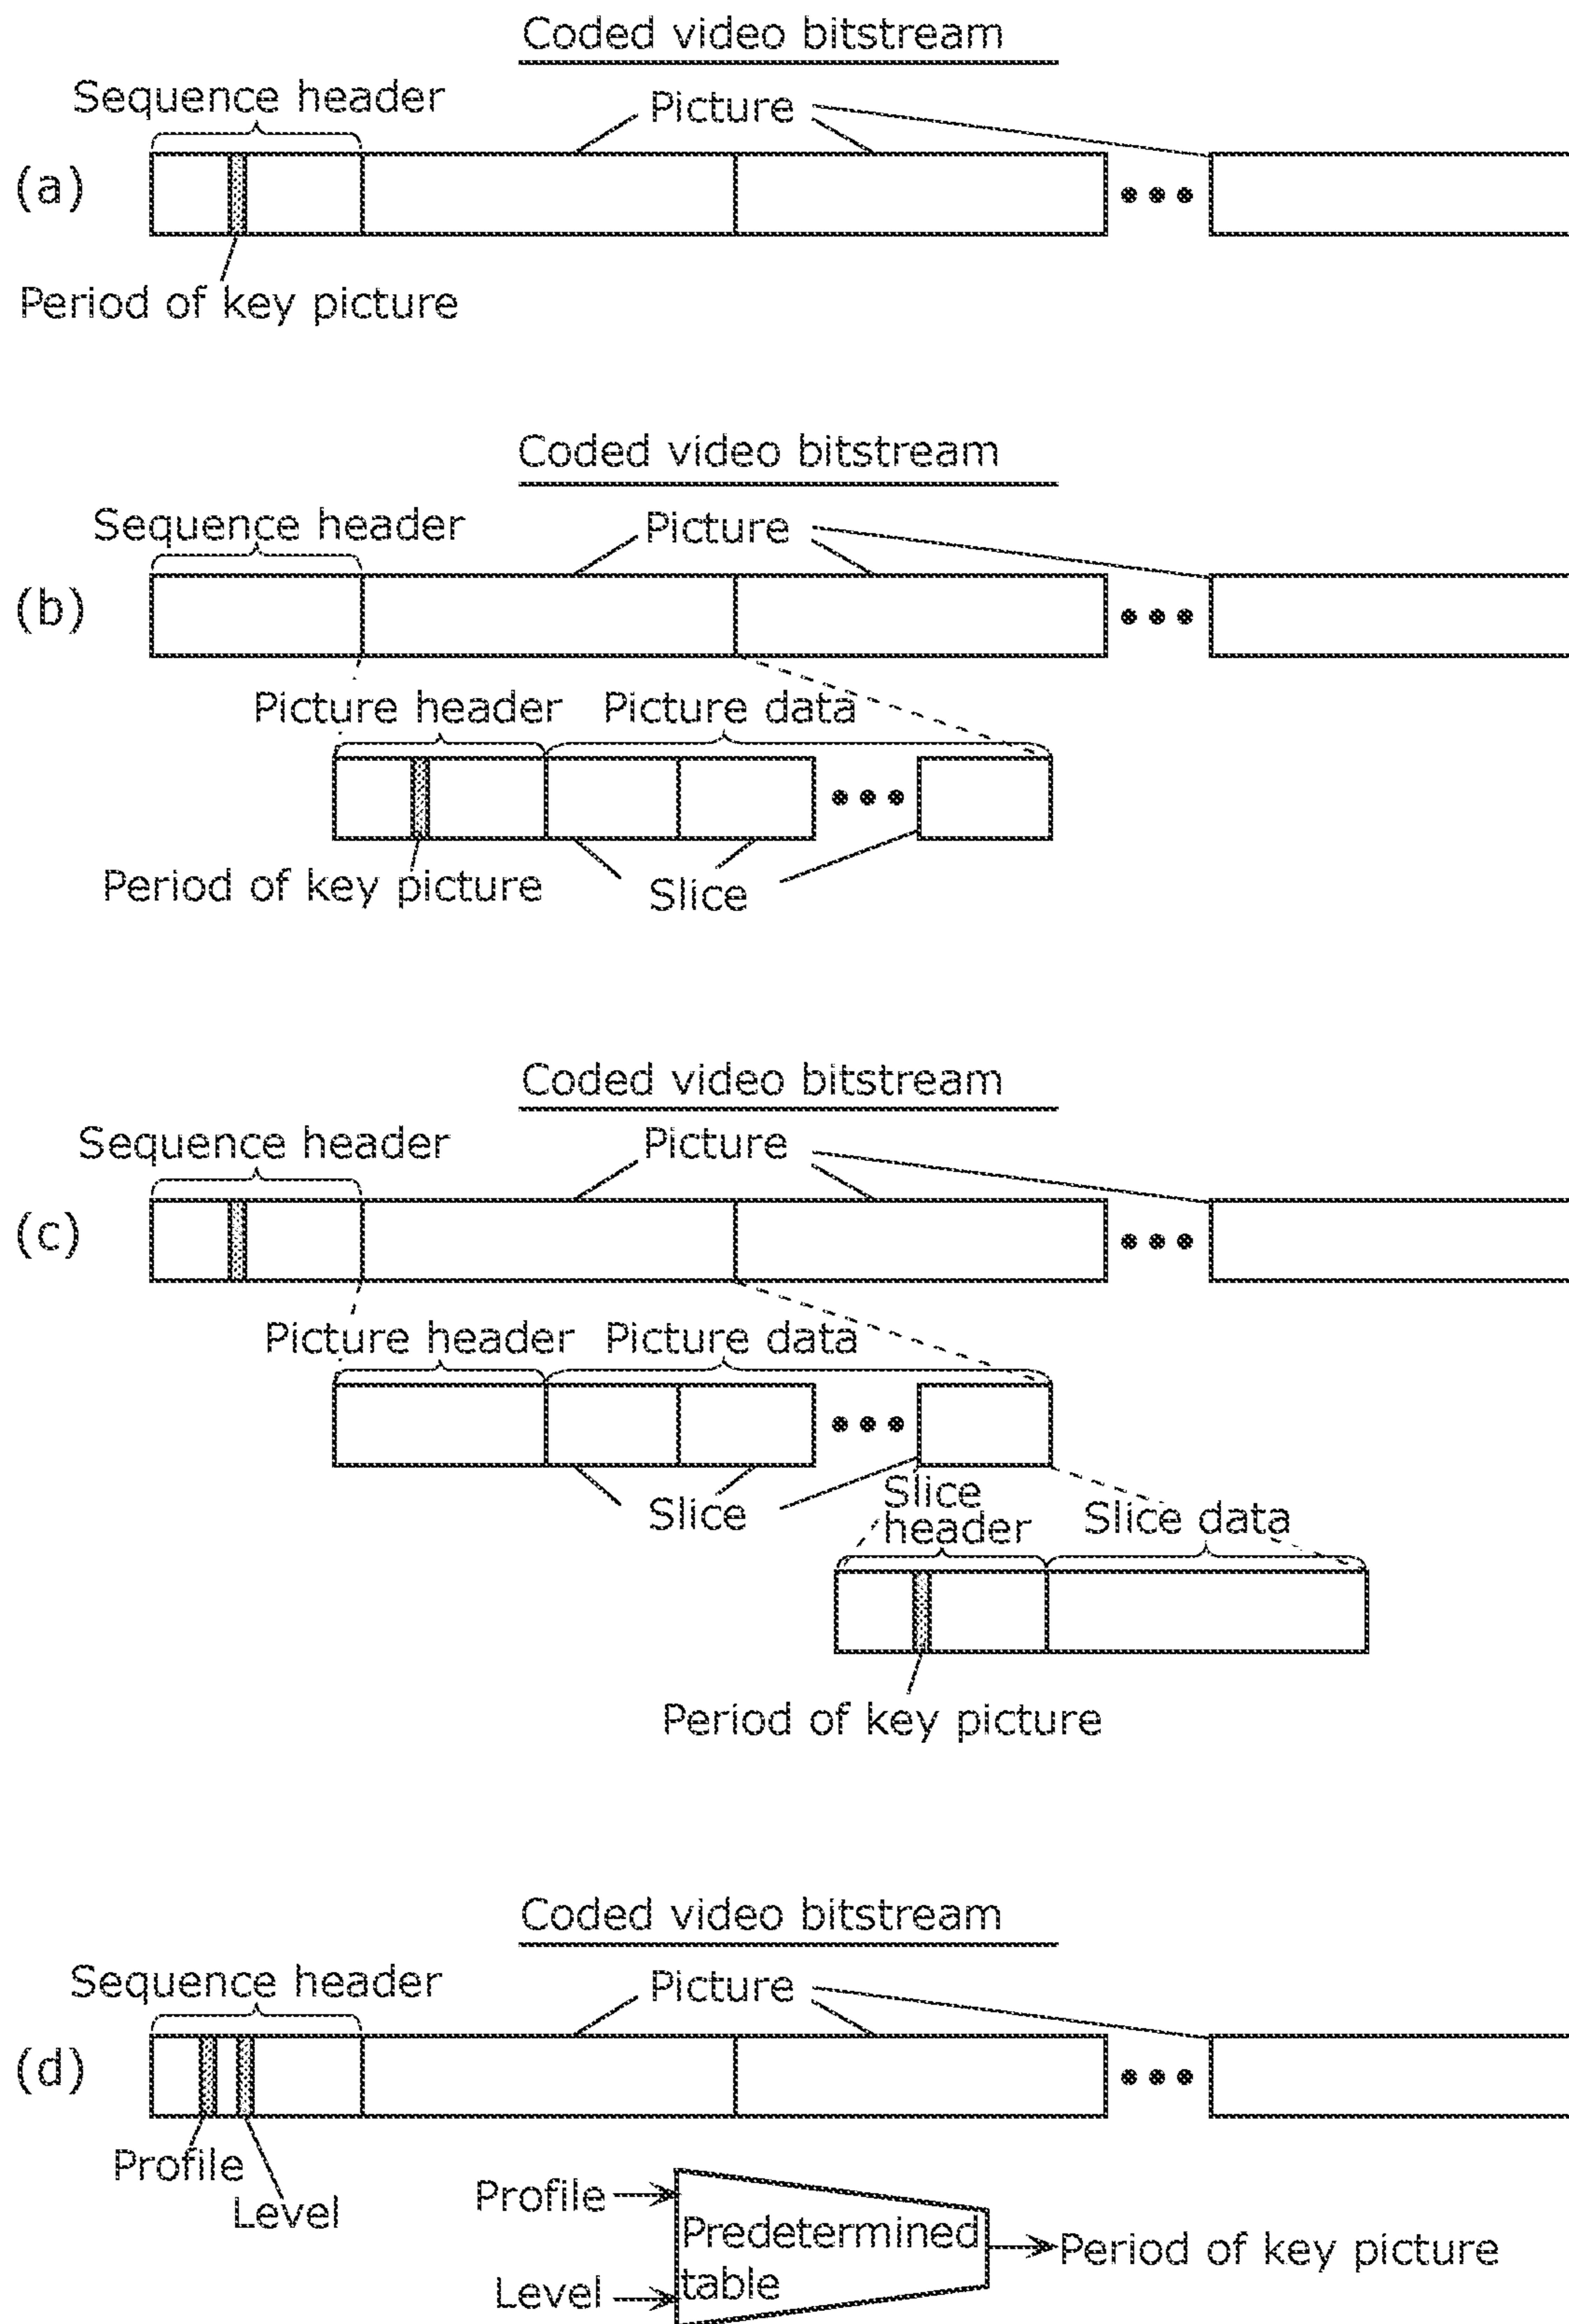 Coded video bitstream
Sequence header
Picture
(a)
Period of key picture
Coded video bitstream
Sequence header
Picture
(b)
Picture header
Picture data
Period of key picture
Slice
Coded video bitstream
Sequence header
Picture
(c)
Picture header
Picture data
Slice
Slice
header
Slice data
Period of key picture
Coded video bitstream
Sequence header
Picture
(d)
Profile
Level
Profile
Predetermined
table
Level
Period of key picture